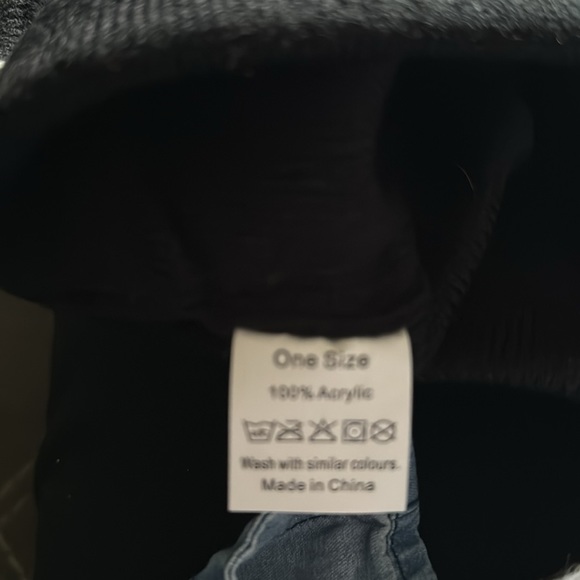 One Size
100% Acrylic
Wash with similar colours.
Made in China